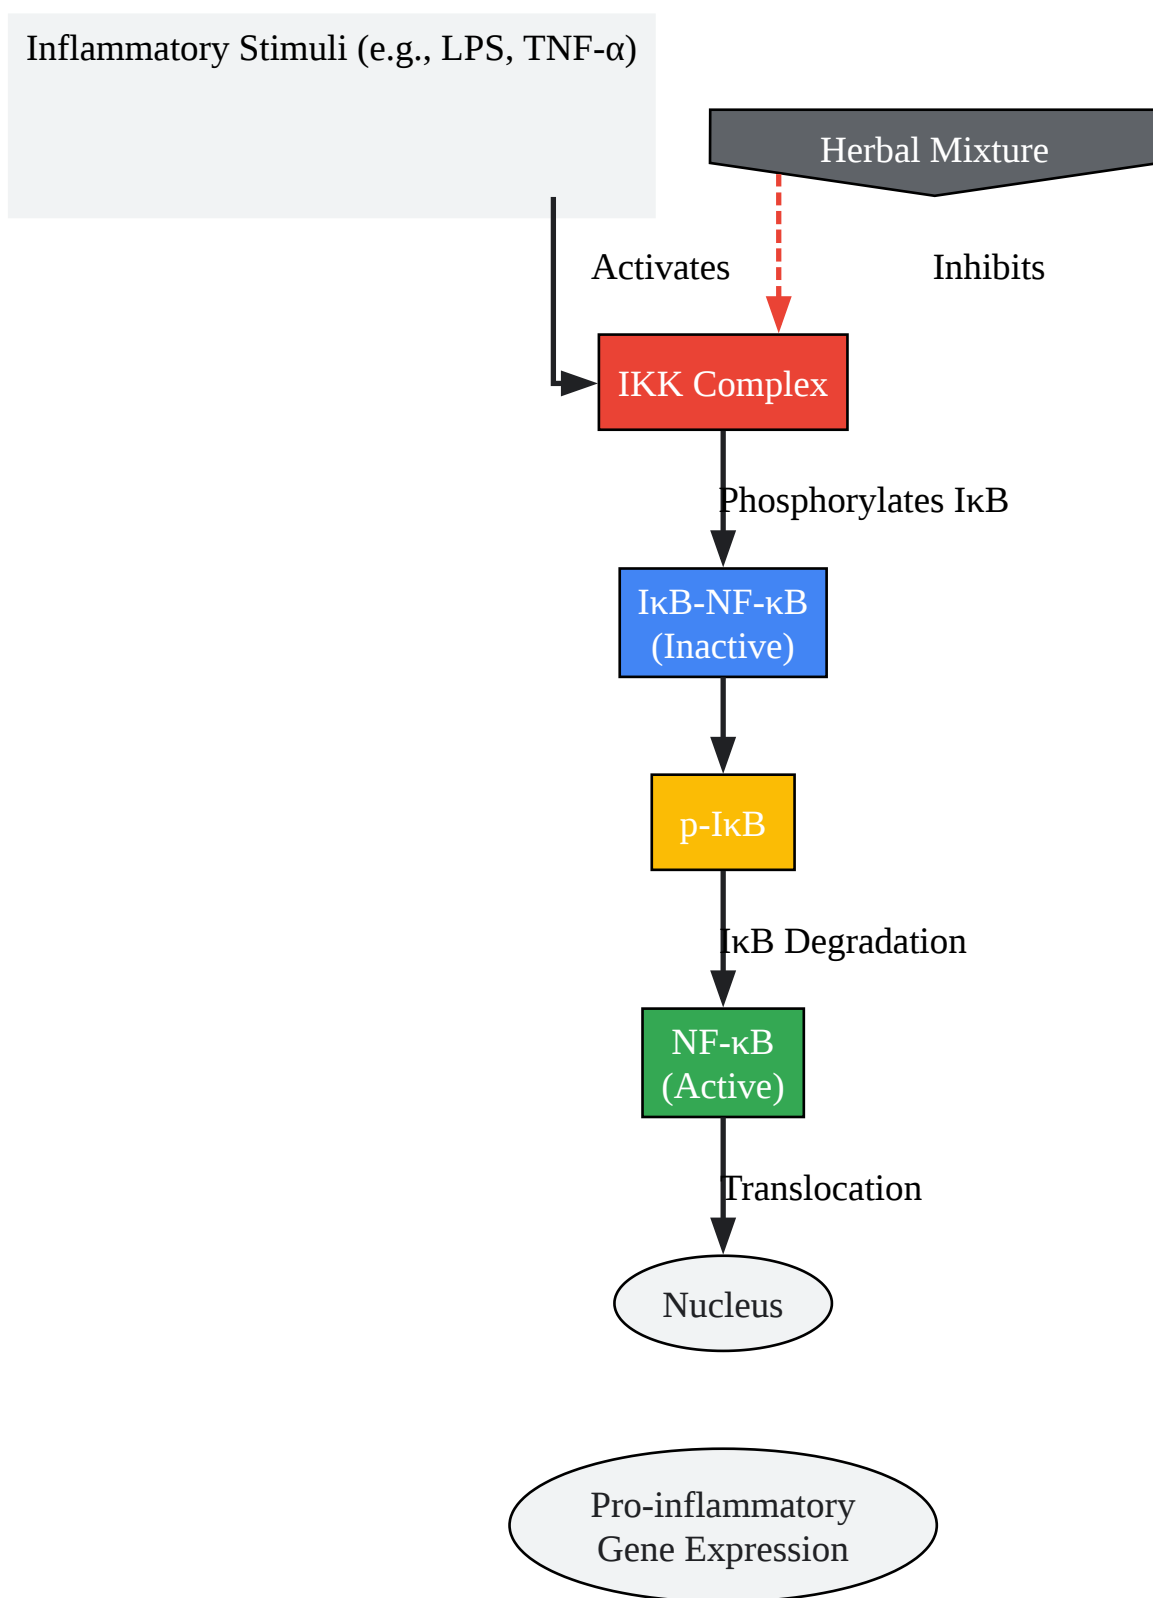 Inflammatory Stimuli (e.g., LPS, TNF-α)
Herbal Mixture
Activates
Inhibits
IKK Complex
Phosphorylates IκB
IκB-NF-κB
(Inactive)
p-IκB
IκB Degradation
NF-κB
(Active)
Translocation
Nucleus
Pro-inflammatory
Gene Expression